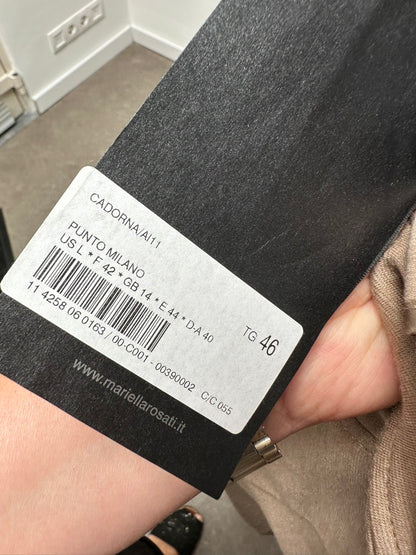 CADORNA/AI11
PUNTO MILANO
US L * F 42 * GB 14 * E 44 * D-A 40
TG 46
11 4258 06 0163 / 00-C001 - 00390002 C/C 055
www.mariellarosati.it